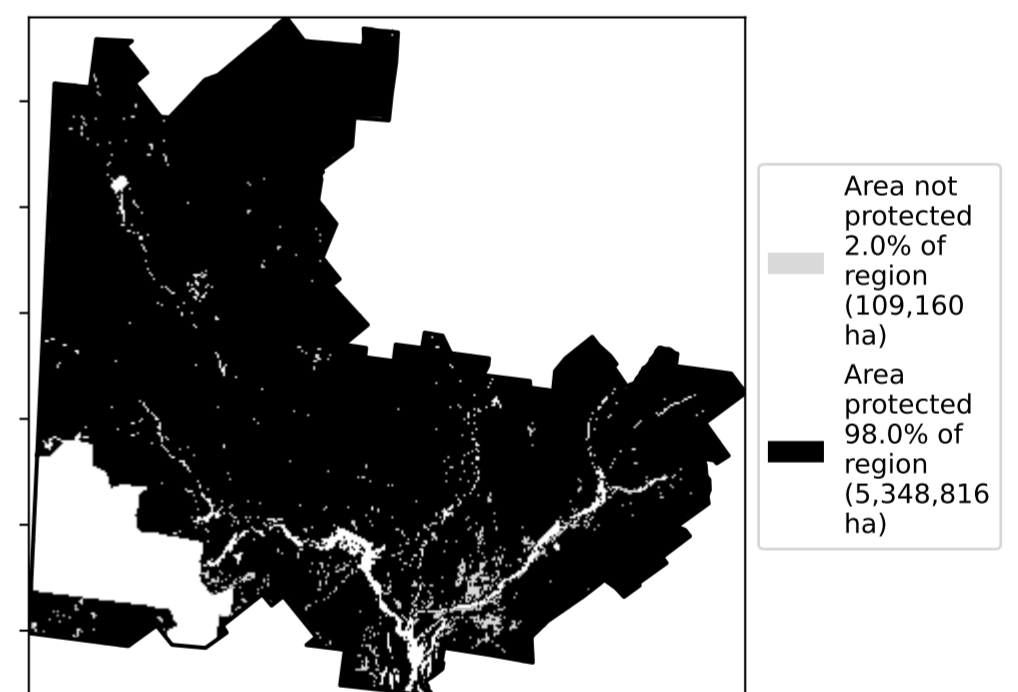 Area not
protected
2.0% of
region
(109,160
ha)
Area
protected
98.0% of
region
(5,348,816
ha)